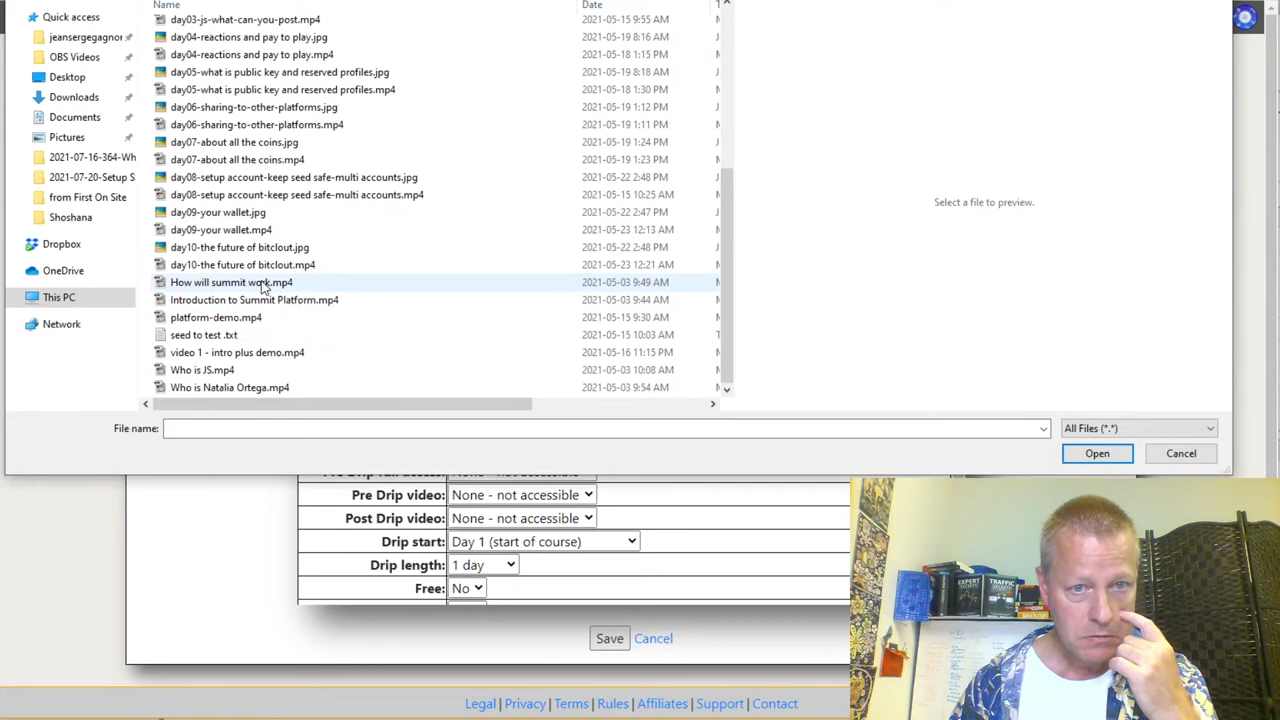 Name Date
Quick access
jeansergegagnor
OBS Videos
Desktop
Downloads
Documents
Pictures
2021-07-16-364-Wh
2021-07-20-Setup S
from First On Site
Shoshana
Dropbox
OneDrive
This PC
Network
day03-js-what-can-you-post.mp4 2021-05-15 9:55 AM
day04-reactions and pay to play.jpg 2021-05-19 8:16 AM
day04-reactions and pay to play.mp4 2021-05-18 1:15 PM
day05-what is public key and reserved profiles.jpg 2021-05-19 8:18 AM
day05-what is public key and reserved profiles.mp4 2021-05-18 1:30 PM
day06-sharing-to-other-platforms.jpg 2021-05-19 1:12 PM
day06-sharing-to-other-platforms.mp4 2021-05-19 1:11 PM
day07-about all the coins.jpg 2021-05-19 1:24 PM
day07-about all the coins.mp4 2021-05-19 1:23 PM
day08-setup account-keep seed safe-multi accounts.jpg 2021-05-22 2:48 PM
day08-setup account-keep seed safe-multi accounts.mp4 2021-05-15 10:25 AM
day09-your wallet.jpg 2021-05-22 2:47 PM
day09-your wallet.mp4 2021-05-23 12:13 AM
day10-the future of bitclout.jpg 2021-05-22 2:48 PM
day10-the future of bitclout.mp4 2021-05-23 12:21 AM
How will summit work.mp4 2021-05-03 9:49 AM
Introduction to Summit Platform.mp4 2021-05-03 9:44 AM
platform-demo.mp4 2021-05-15 9:30 AM
seed to test .txt 2021-05-15 10:03 AM
video 1 - intro plus demo.mp4 2021-05-16 11:15 PM
Who is JS.mp4 2021-05-03 10:08 AM
Who is Natalia Ortega.mp4 2021-05-03 9:54 AM
Select a file to preview.
File name: All Files (*.*)
Open Cancel
Pre Drip video: None - not accessible
Post Drip video: None - not accessible
Drip start: Day 1 (start of course)
Drip length: 1 day
Free: No
Save Cancel
Legal | Privacy | Terms | Rules | Affiliates | Support | Contact
EXPERT SECRETS
TRAFFIC SECRETS